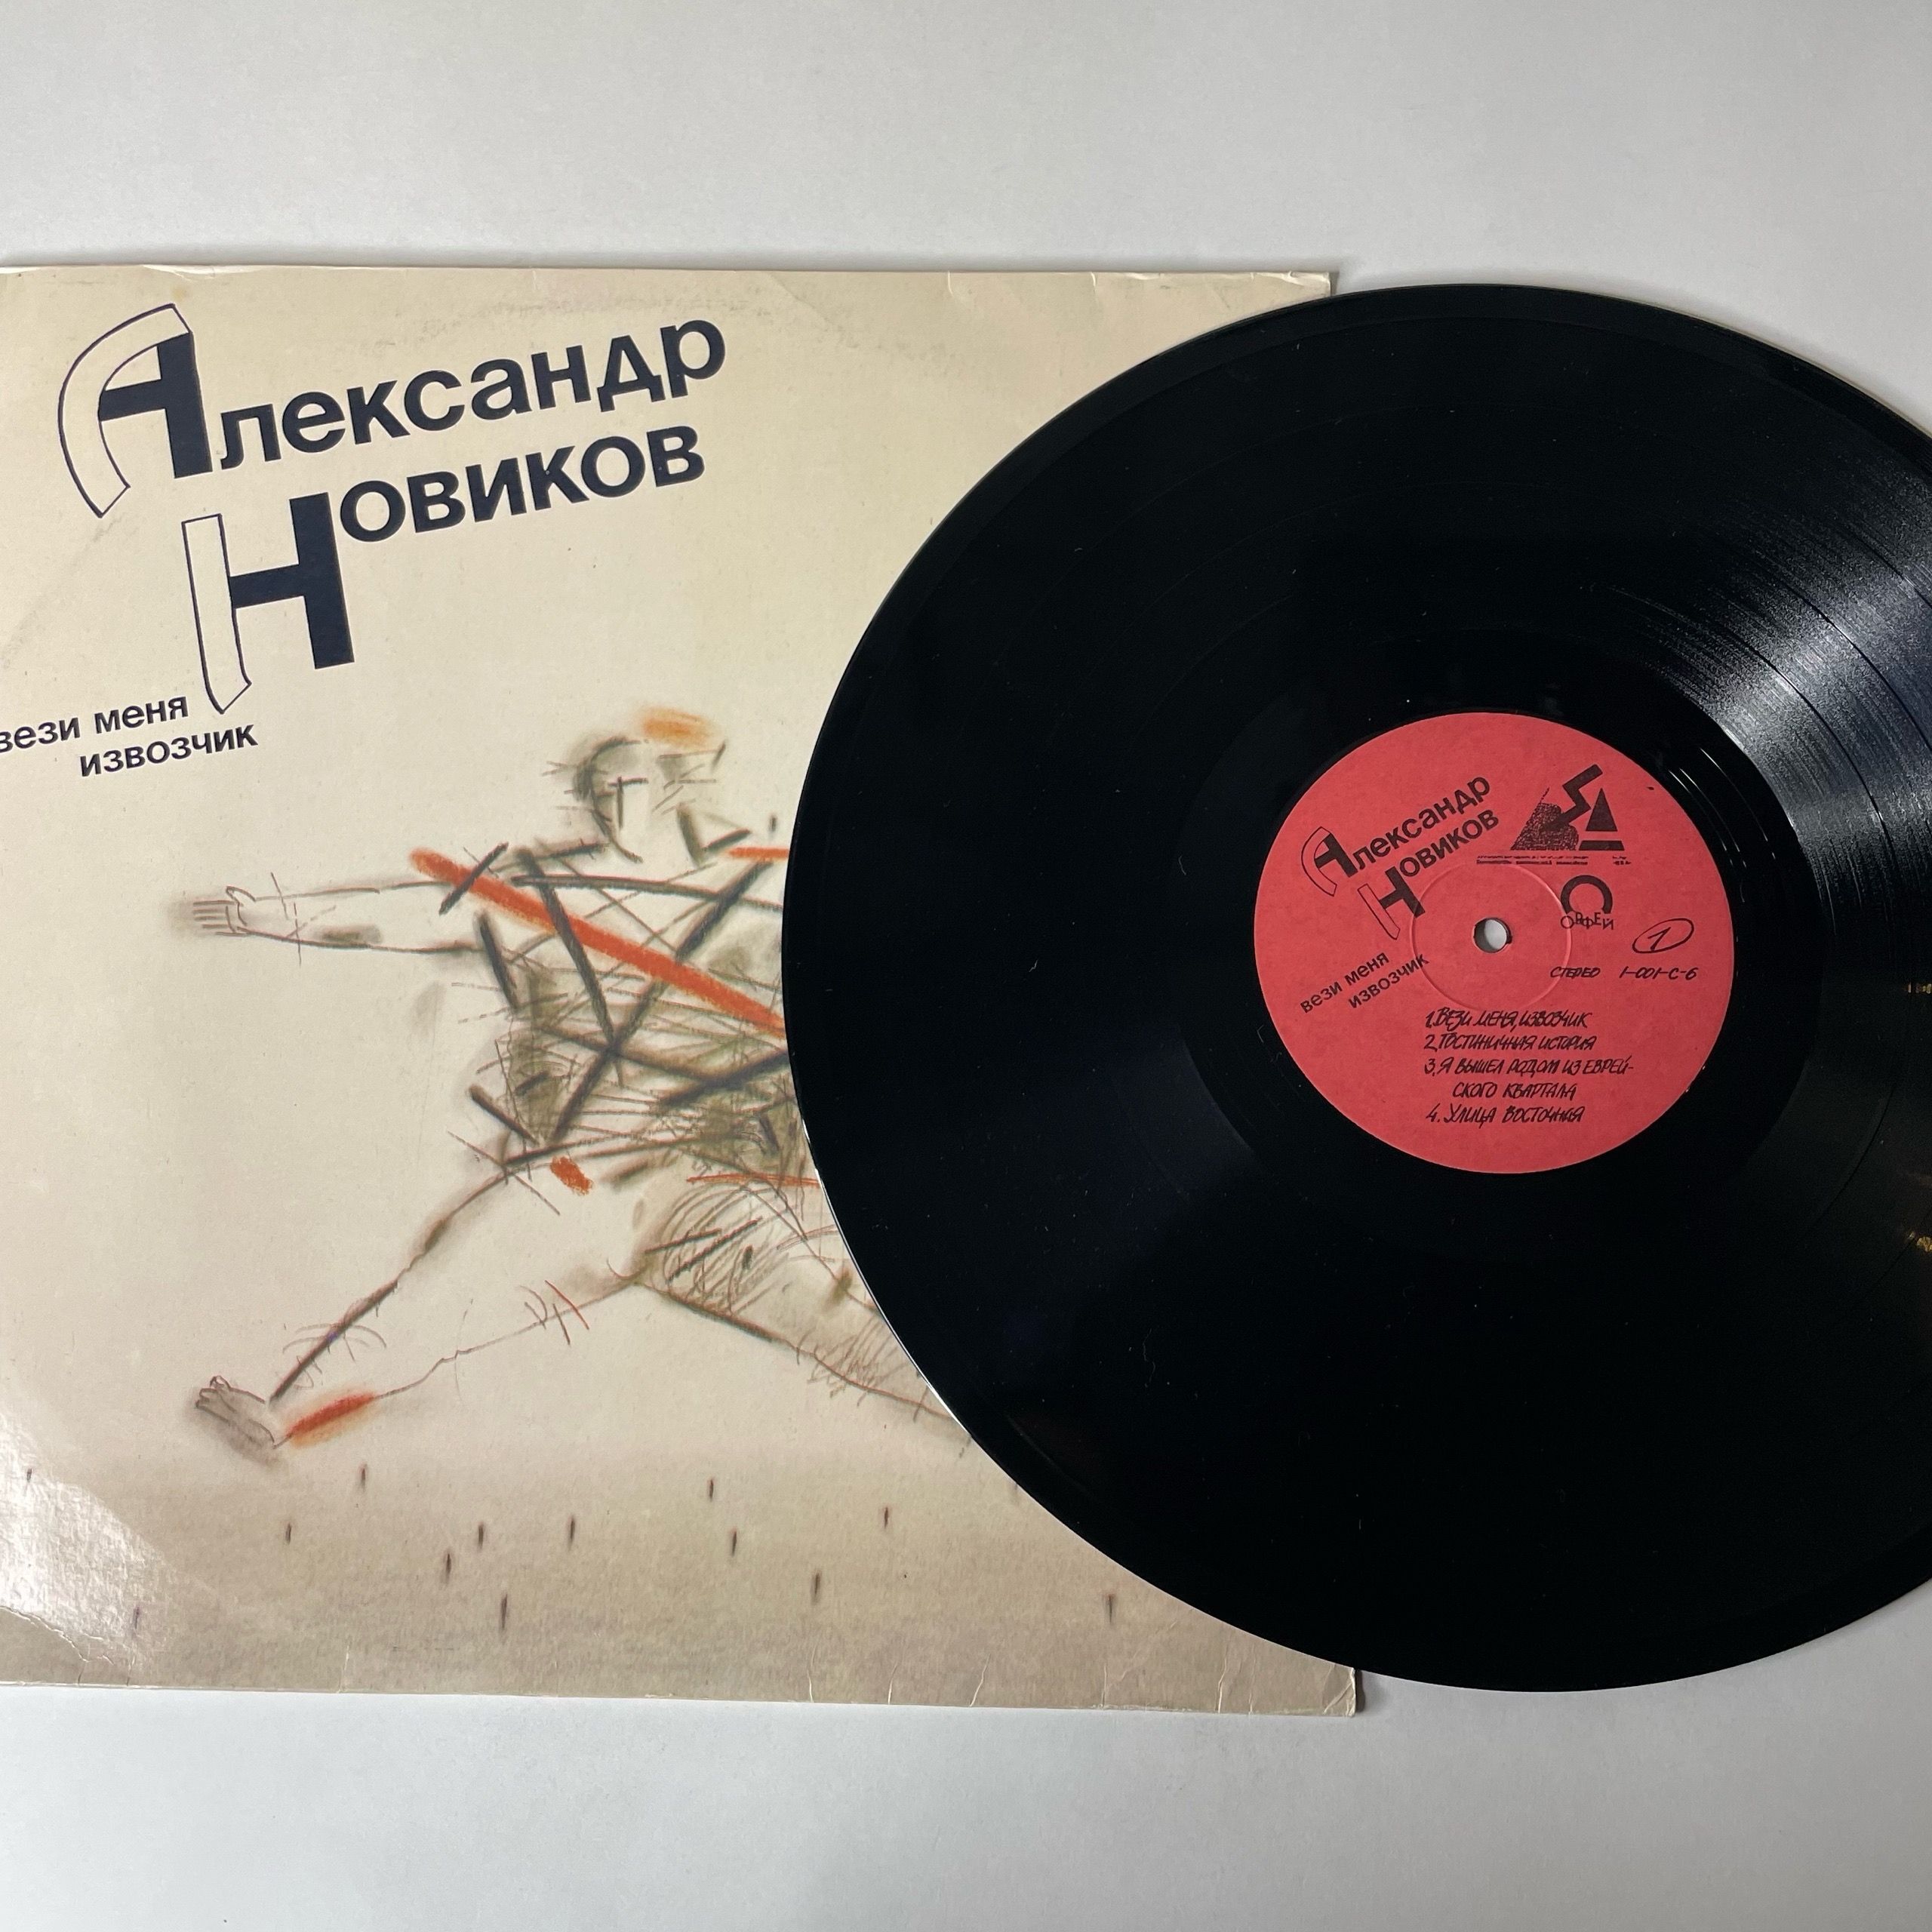 Александр
Новиков
вези меня
извозчик
Александр
Новиков
вези меня
извозчик
Орфей
1
СТЕРЕО 1-001-С-6
1. Вези меня, извозчик
2. Гостиничная история
3. Я вышел родом из еврей-
ского квартала
4. Улица Восточная